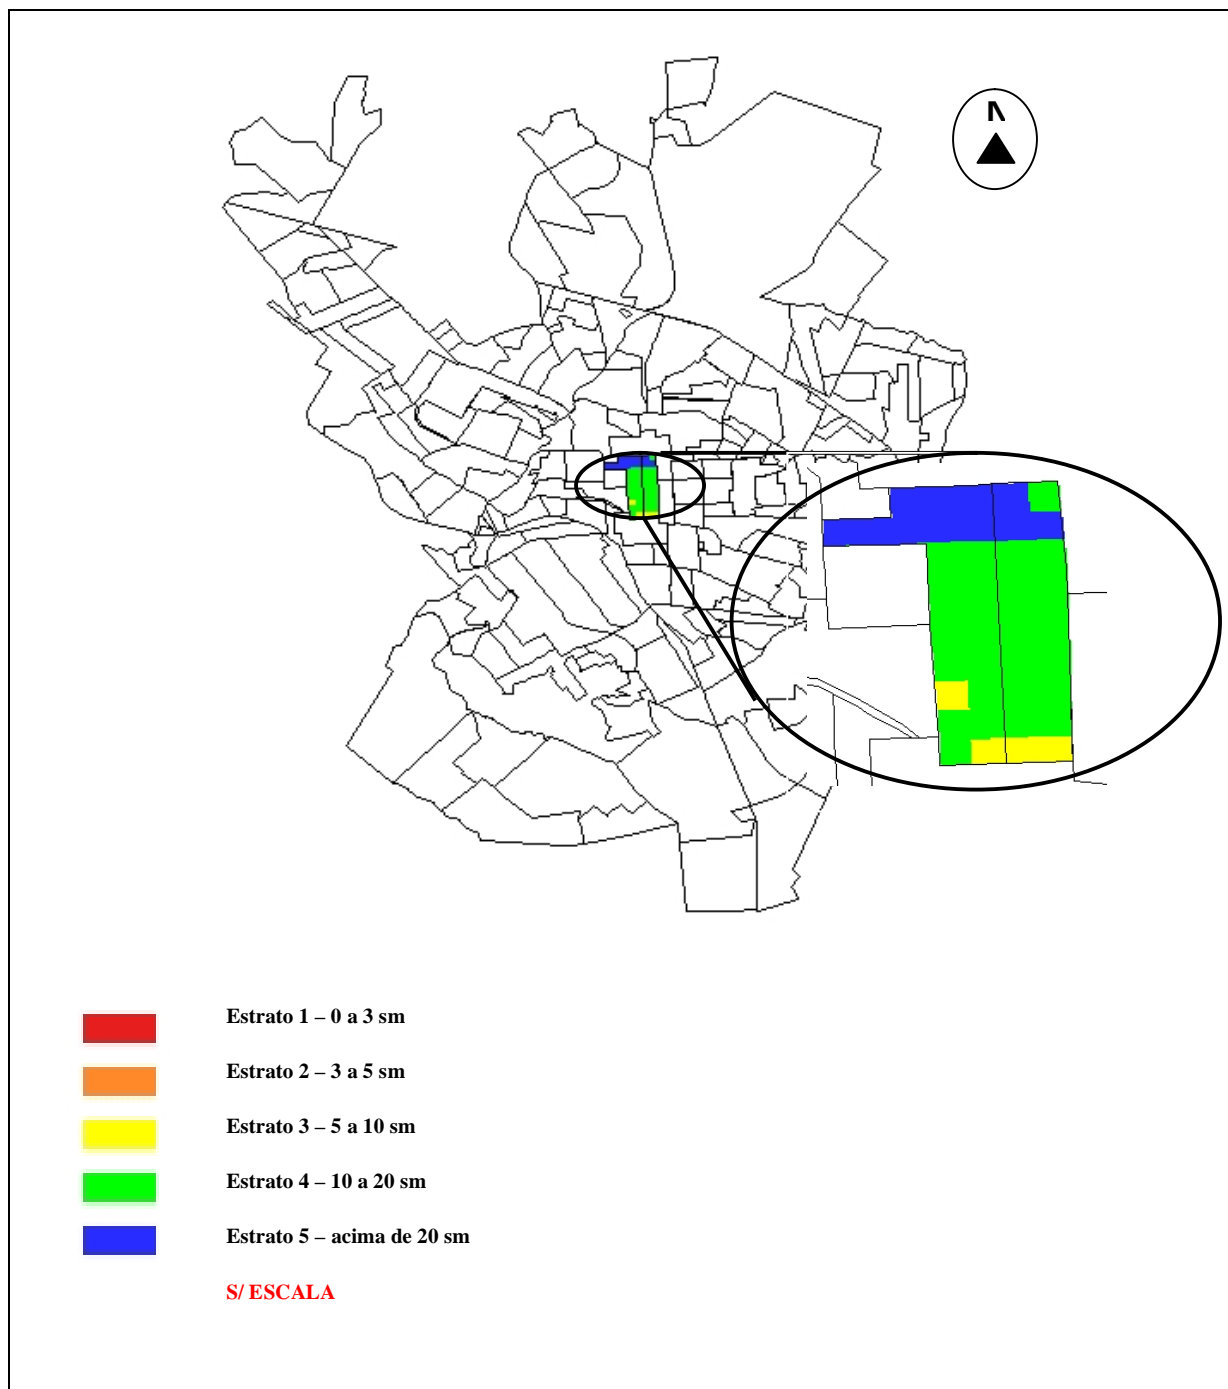 N
Estrato 1 – 0 a 3 sm
Estrato 2 – 3 a 5 sm
Estrato 3 – 5 a 10 sm
Estrato 4 – 10 a 20 sm
Estrato 5 – acima de 20 sm
S/ ESCALA